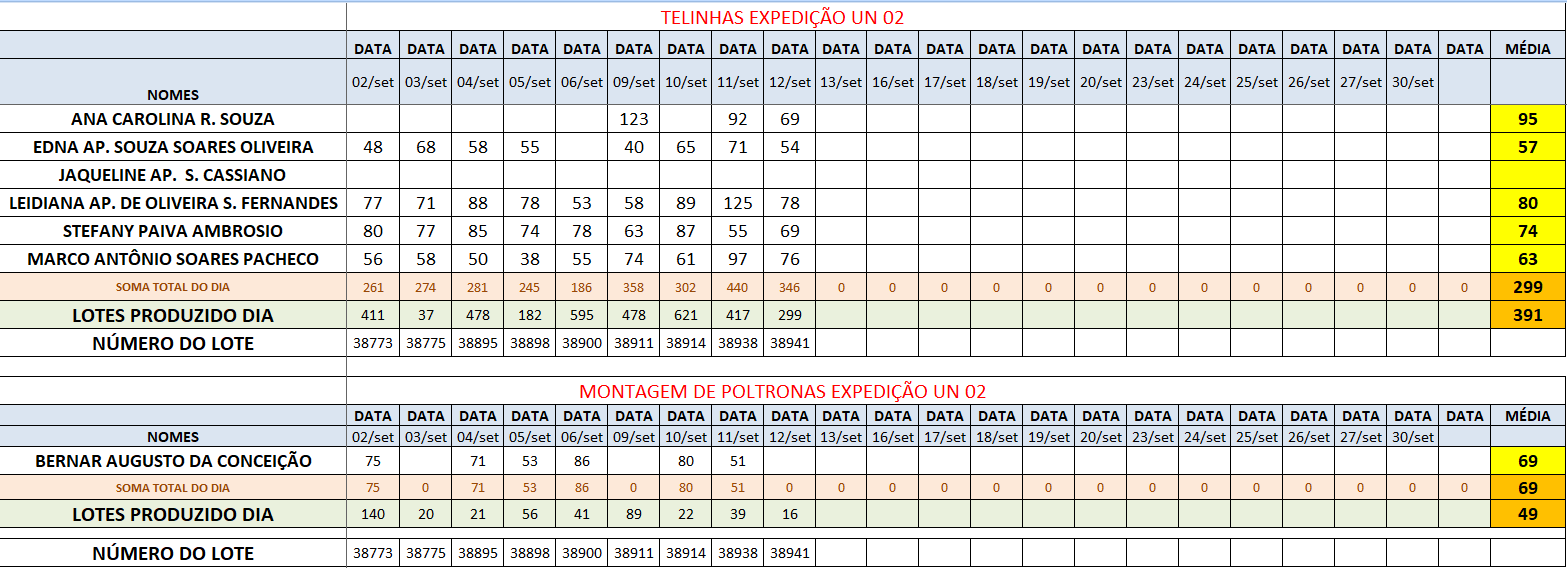 TELINHAS EXPEDIÇÃO UN 02
DATA DATA DATA DATA DATA DATA DATA DATA DATA DATA DATA DATA DATA DATA DATA DATA DATA DATA DATA DATA DATA DATA MÉDIA
NOMES 02/set 03/set 04/set 05/set 06/set 09/set 10/set 11/set 12/set 13/set 16/set 17/set 18/set 19/set 20/set 23/set 24/set 25/set 26/set 27/set 30/set
ANA CAROLINA R. SOUZA 123 92 69 95
EDNA AP. SOUZA SOARES OLIVEIRA 48 68 58 55 40 65 71 54 57
JAQUELINE AP. S. CASSIANO
LEIDIANA AP. DE OLIVEIRA S. FERNANDES 77 71 88 78 53 58 89 125 78 80
STEFANY PAIVA AMBROSIO 80 77 85 74 78 63 87 55 69 74
MARCO ANTÔNIO SOARES PACHECO 56 58 50 38 55 74 61 97 76 63
SOMA TOTAL DO DIA 261 274 281 245 186 358 302 440 346 0 0 0 0 0 0 0 0 0 0 0 0 0 299
LOTES PRODUZIDO DIA 411 37 478 182 595 478 621 417 299 391
NÚMERO DO LOTE 38773 38775 38895 38898 38900 38911 38914 38938 38941
MONTAGEM DE POLTRONAS EXPEDIÇÃO UN 02
DATA DATA DATA DATA DATA DATA DATA DATA DATA DATA DATA DATA DATA DATA DATA DATA DATA DATA DATA DATA DATA DATA MÉDIA
NOMES 02/set 03/set 04/set 05/set 06/set 09/set 10/set 11/set 12/set 13/set 16/set 17/set 18/set 19/set 20/set 23/set 24/set 25/set 26/set 27/set 30/set
BERNAR AUGUSTO DA CONCEIÇÃO 75 71 53 86 80 51 69
SOMA TOTAL DO DIA 75 0 71 53 86 0 80 51 0 0 0 0 0 0 0 0 0 0 0 0 0 0 69
LOTES PRODUZIDO DIA 140 20 21 56 41 89 22 39 16 49
NÚMERO DO LOTE 38773 38775 38895 38898 38900 38911 38914 38938 38941